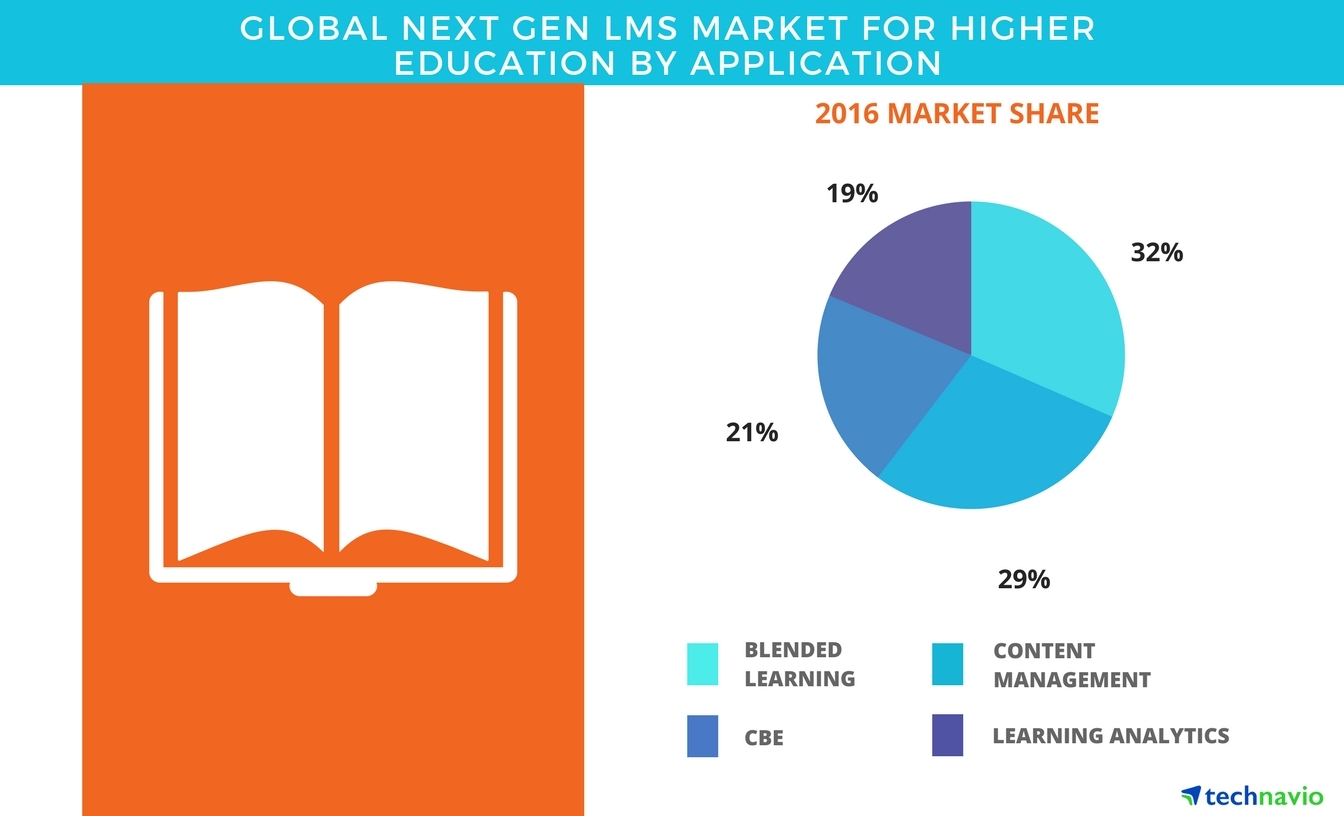 GLOBAL NEXT GEN LMS MARKET FOR HIGHER
EDUCATION BY APPLICATION
2016 MARKET SHARE
19%
32%
21%
29%
BLENDED
LEARNING
CONTENT
MANAGEMENT
CBE
LEARNING ANALYTICS
technavio